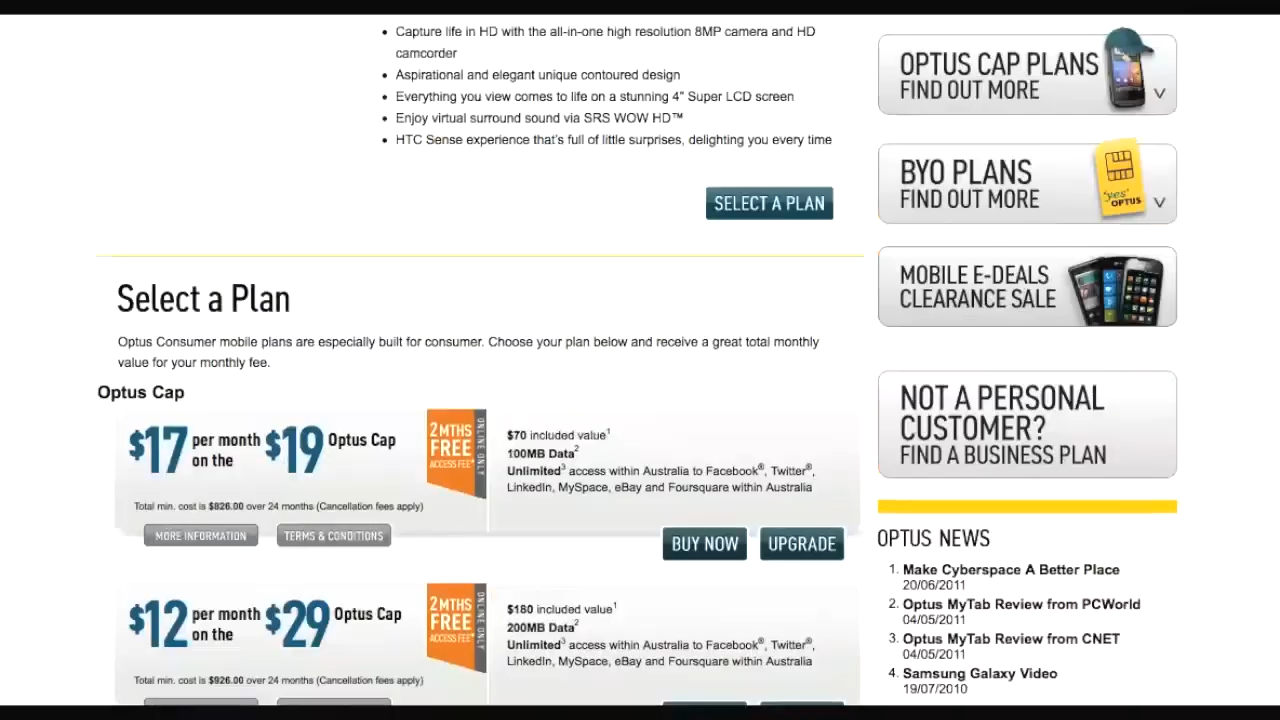 Capture life in HD with the all-in-one high resolution 8MP camera and HD
camcorder
Aspirational and elegant unique contoured design
Everything you view comes to life on a stunning 4" Super LCD screen
Enjoy virtual surround sound via SRS WOW HD™
HTC Sense experience that's full of little surprises, delighting you every time
SELECT A PLAN
Select a Plan
Optus Consumer mobile plans are especially built for consumer. Choose your plan below and receive a great total monthly
value for your monthly fee.
Optus Cap
$17 per month on the $19 Optus Cap
2 MTHS
FREE
ACCESS FEE*
ONLINE ONLY
$70 included value1
100MB Data2
Unlimited3 access within Australia to Facebook®, Twitter®,
LinkedIn, MySpace, eBay and Foursquare within Australia
Total min. cost is $826.00 over 24 months (Cancellation fees apply)
MORE INFORMATION
TERMS & CONDITIONS
BUY NOW
UPGRADE
$12 per month on the $29 Optus Cap
2 MTHS
FREE
ACCESS FEE*
ONLINE ONLY
$180 included value1
200MB Data2
Unlimited3 access within Australia to Facebook®, Twitter®,
LinkedIn, MySpace, eBay and Foursquare within Australia
Total min. cost is $926.00 over 24 months (Cancellation fees apply)
OPTUS CAP PLANS
FIND OUT MORE
BYO PLANS
FIND OUT MORE
'yes'
OPTUS
MOBILE E-DEALS
CLEARANCE SALE
NOT A PERSONAL
CUSTOMER?
FIND A BUSINESS PLAN
OPTUS NEWS
1. Make Cyberspace A Better Place
20/06/2011
2. Optus MyTab Review from PCWorld
04/05/2011
3. Optus MyTab Review from CNET
04/05/2011
4. Samsung Galaxy Video
19/07/2010